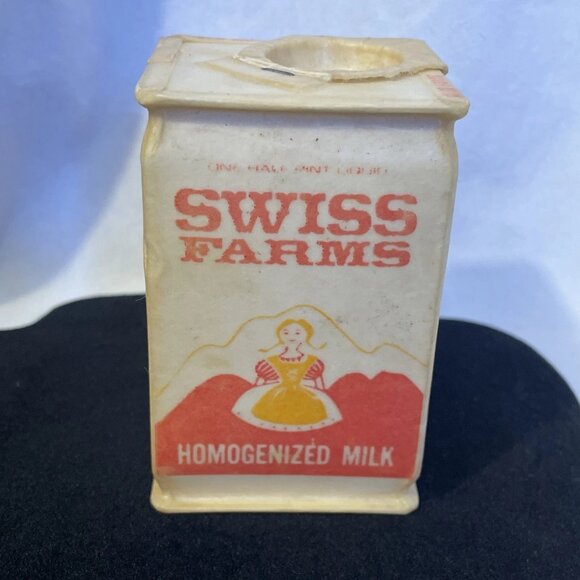 ONE HALF PINT LIQUID
SWISS
FARMS
HOMOGENIZED MILK